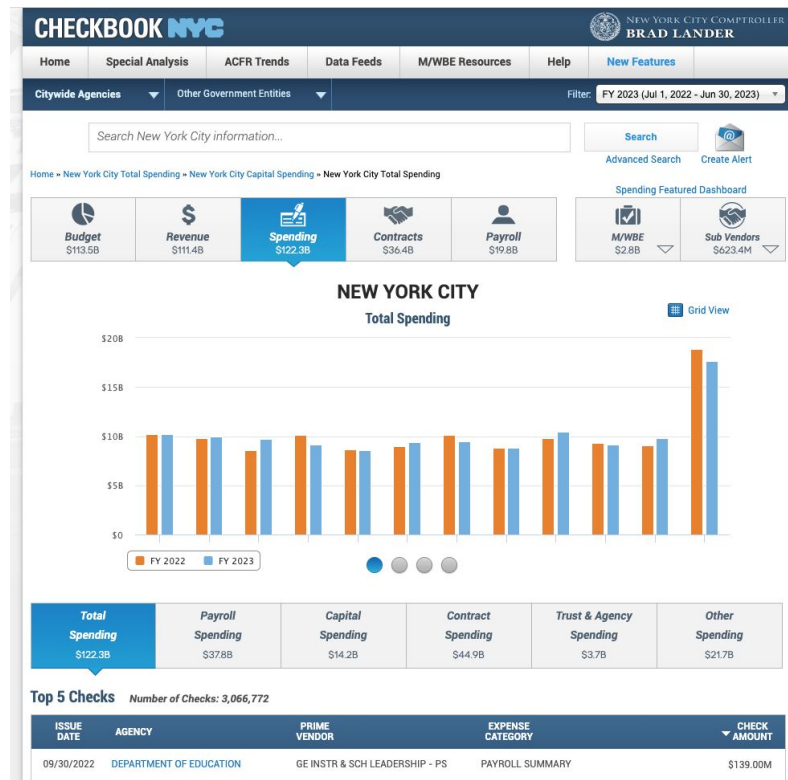 CHECKBOOK NYC
NEW YORK CITY COMPTROLLER
BRAD LANDER
Home Special Analysis ACFR Trends Data Feeds M/WBE Resources Help New Features
Citywide Agencies Other Government Entities Filter: FY 2023 (Jul 1, 2022 - Jun 30, 2023)
Search New York City information... Search
Advanced Search Create Alert
Home » New York City Total Spending » New York City Capital Spending » New York City Total Spending
Spending Featured Dashboard
Budget Revenue Spending Contracts Payroll M/WBE Sub Vendors
$113.5B $111.4B $122.3B $36.4B $19.8B $2.8B $623.4M
NEW YORK CITY
Total Spending
Grid View
$20B
$15B
$10B
$5B
$0
FY 2022 FY 2023
Total Payroll Capital Contract Trust & Agency Other
Spending Spending Spending Spending Spending Spending
$122.3B $37.8B $14.2B $44.9B $3.7B $21.7B
Top 5 Checks Number of Checks: 3,066,772
ISSUE DATE AGENCY PRIME VENDOR EXPENSE CATEGORY CHECK AMOUNT
09/30/2022 DEPARTMENT OF EDUCATION GE INSTR & SCH LEADERSHIP - PS PAYROLL SUMMARY $139.00M